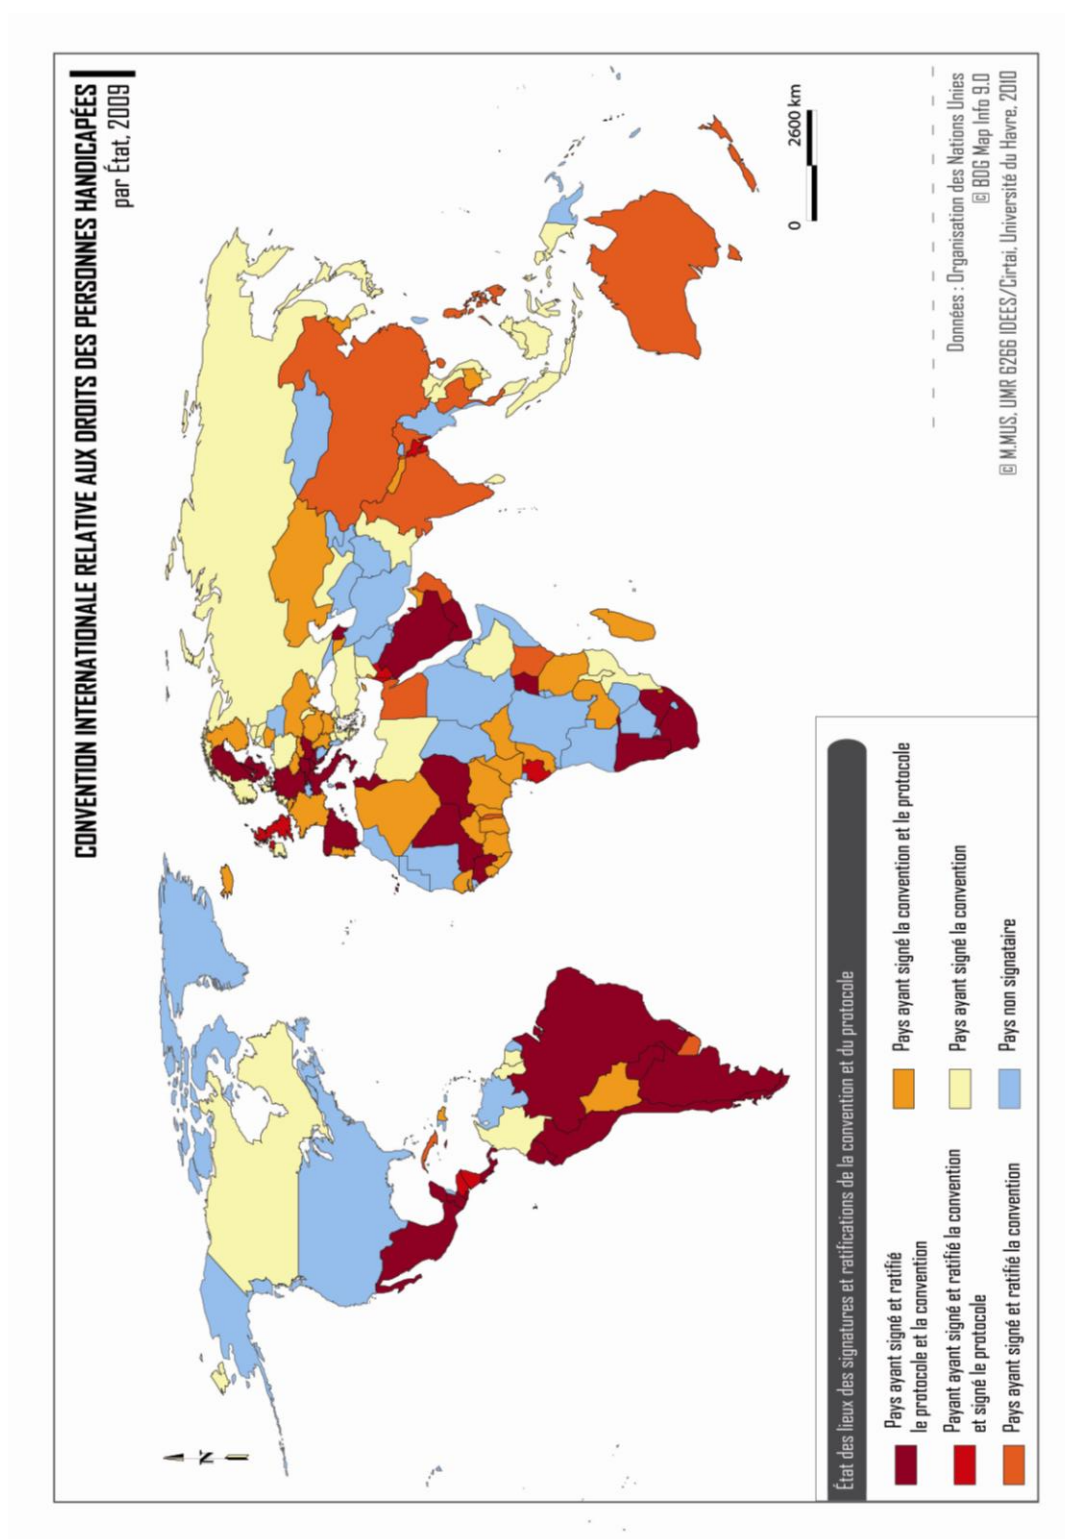 CONVENTION INTERNATIONALE RELATIVE AUX DROITS DES PERSONNES HANDICAPÉES
par État, 2009
N
0 2600 km
État des lieux des signatures et ratifications de la convention et du protocole
Pays ayant signé et ratifié
le protocole et la convention
Payant ayant signé et ratifié la convention
et signé le protocole
Pays ayant signé et ratifié la convention
Pays ayant signé la convention et le protocole
Pays ayant signé la convention
Pays non signataire
Données : Organisation des Nations Unies
© BDG Map Info 9.0
© M.MUS, UMR 6266 IDEES/Cirtai, Université du Havre, 2010